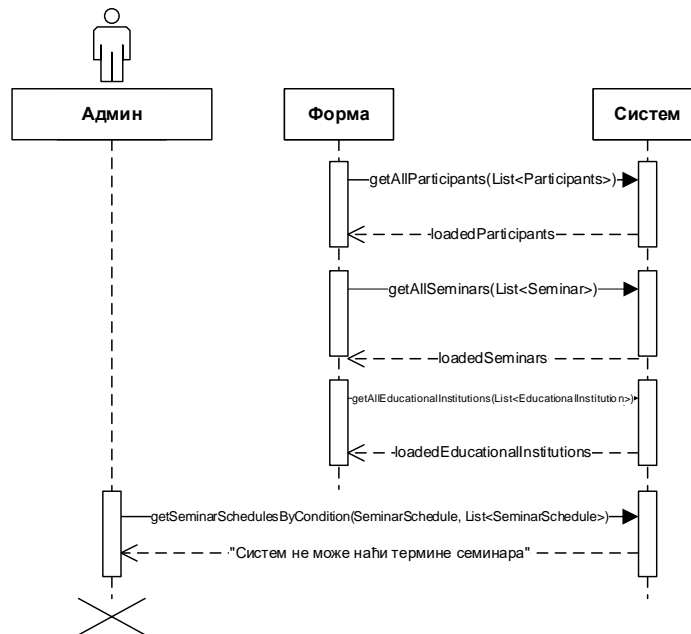 Админ
Форма
Систем
getAllParticipants(List<Participants>)
loadedParticipants
getAllSeminars(List<Seminar>)
loadedSeminars
getAllEducationalInstitutions(List<EducationalInstitution>)
loadedEducationalInstitutions
getSeminarSchedulesByCondition(SeminarSchedule, List<SeminarSchedule>)
"Систем не може наћи термине семинара"